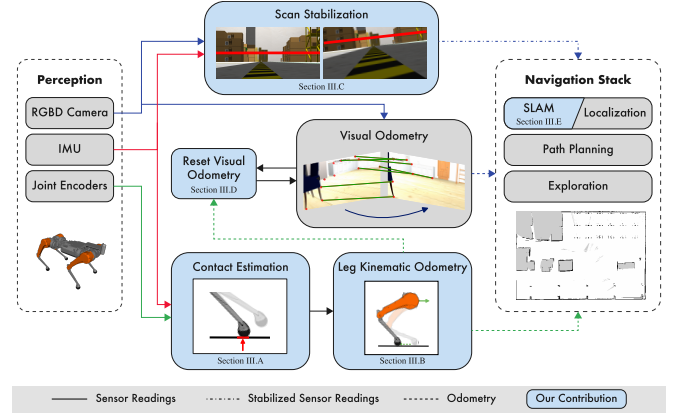 Scan Stabilization
Section III.C
Perception
RGBD Camera
IMU
Joint Encoders
Visual Odometry
Reset Visual
Odometry
Section III.D
Contact Estimation
Section III.A
Leg Kinematic Odometry
Section III.B
Navigation Stack
SLAM
Section III.E
Localization
Path Planning
Exploration
Sensor Readings
Stabilized Sensor Readings
Odometry
Our Contribution